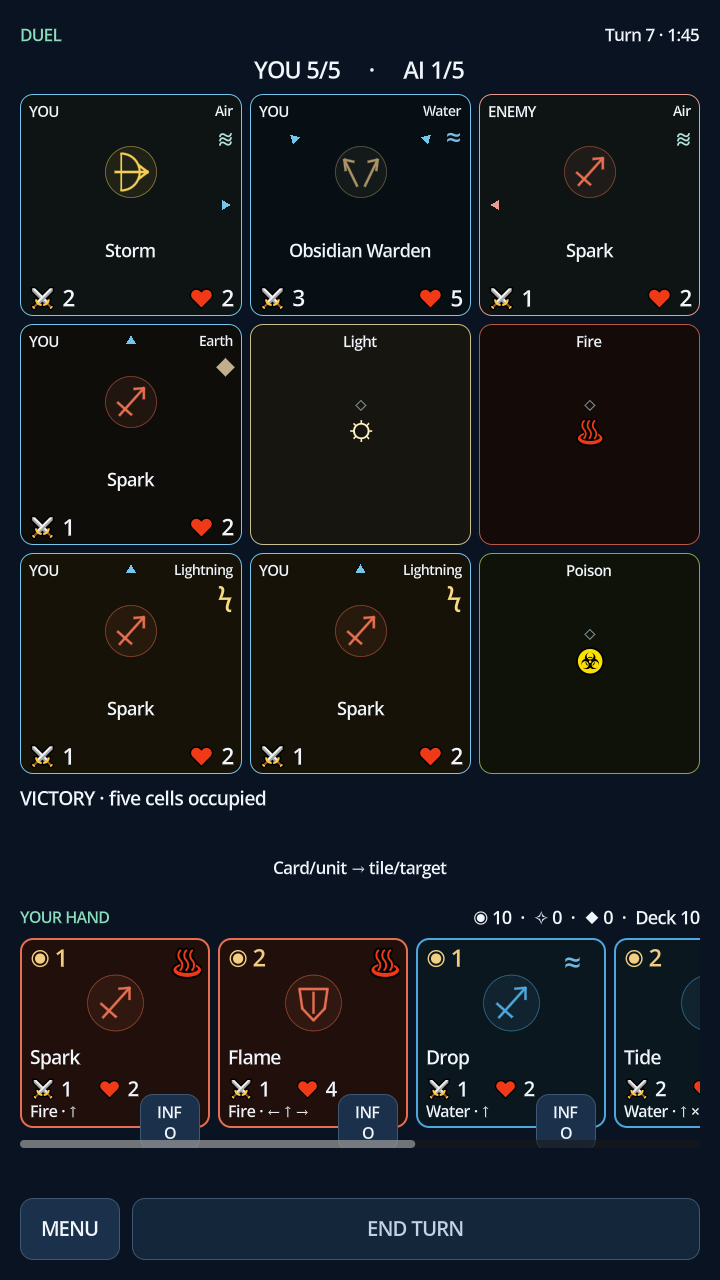 DUEL
Turn 7 · 1:45
YOU 5/5 · AI 1/5
YOU Air
Storm
2 2
YOU Water
Obsidian Warden
3 5
ENEMY Air
Spark
1 2
YOU Earth
Spark
1 2
Light
Fire
YOU Lightning
Spark
1 2
YOU Lightning
Spark
1 2
Poison
VICTORY · five cells occupied
Card/unit → tile/target
YOUR HAND
◉ 10 · ✧ 0 · ◆ 0 · Deck 10
◉ 1
Spark
1 2
Fire · ↑
INF
O
◉ 2
Flame
1 4
Fire · ← ↑ →
INF
O
◉ 1
Drop
1 2
Water · ↑
INF
O
◉ 2
Tide
2
Water · ↑ ×
MENU
END TURN